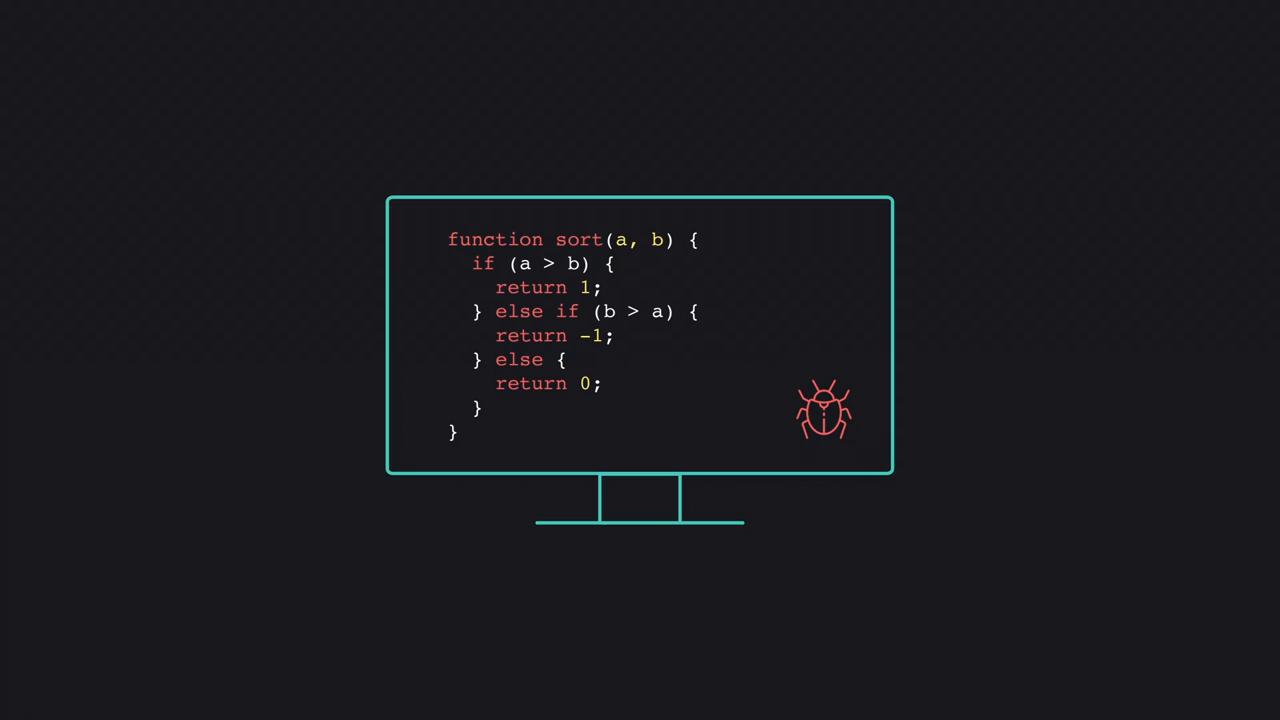 function sort(a, b) {
  if (a > b) {
    return 1;
  } else if (b > a) {
    return -1;
  } else {
    return 0;
  }
}